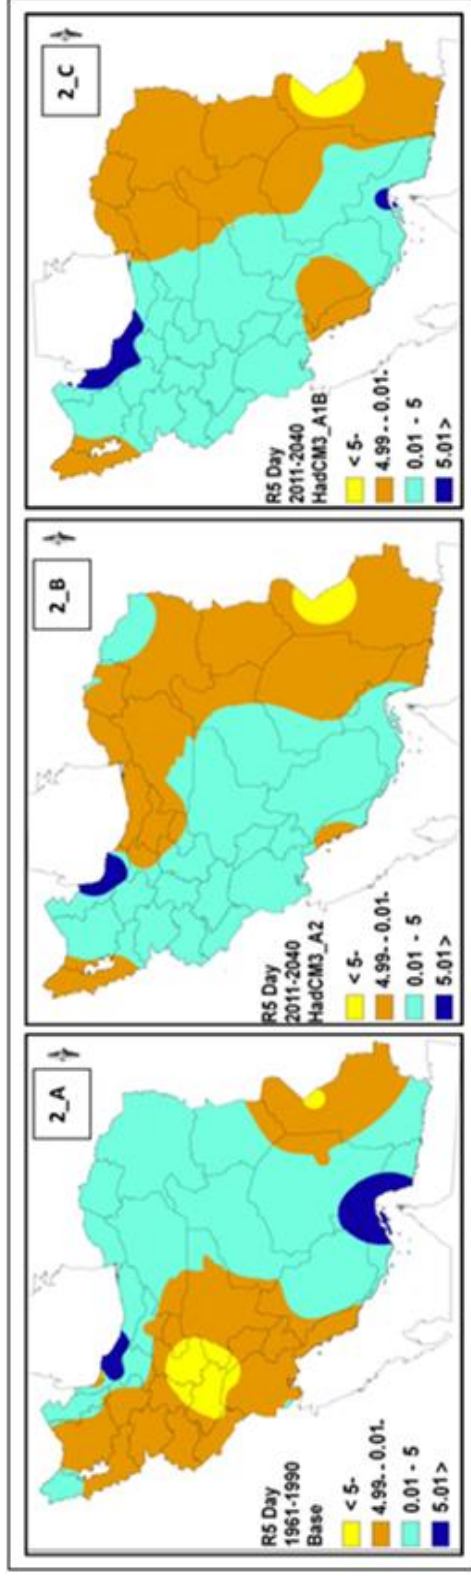 2_A
R5 Day
1961-1990
Base
< 5-
4.99- - 0.01-
0.01 - 5
5.01 >
2_B
R5 Day
2011-2040
HadCM3_A2
< 5-
4.99- - 0.01-
0.01 - 5
5.01 >
2_C
R5 Day
2011-2040
HadCM3_A1B
< 5-
4.99- - 0.01-
0.01 - 5
5.01 >